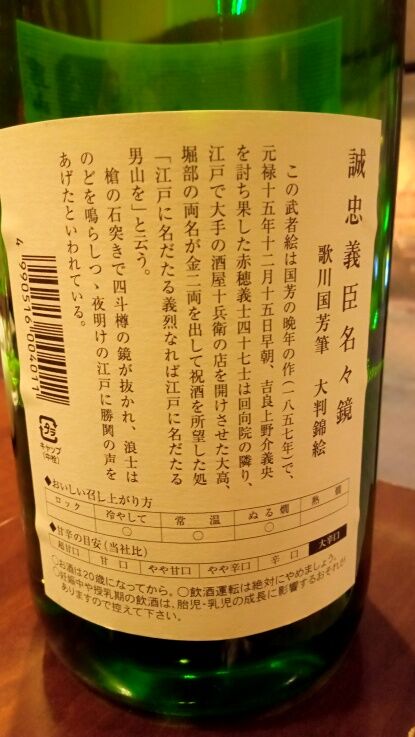 誠忠義臣名々鏡
歌川国芳筆　大判錦絵
この武者絵は国芳の晩年の作（一八五七年）で、
元禄十五年十二月十五日早朝、吉良上野介義央
を討ち果した赤穂義士四十七士は回向院の隣り、
江戸で大手の酒屋十兵衛の店を開けさせた大高、
堀部の両名が金二両を出して祝酒を所望した処
「江戸に名だたる義烈なれば江戸に名だたる
男山を」と云う。
槍の石突きで四斗樽の鏡が抜かれ、浪士は
のどを鳴らしつゝ夜明けの江戸に勝鬨の声を
あげたといわれている。
4 990516 004011
プラ
キャップ
(中栓)
◆おいしい召し上がり方
ロック 冷やして 常温 ぬる燗 熱燗
○ ○ ○
◆甘辛の目安（当社比）
超甘口 甘口 やや甘口 やや辛口 辛口 大辛口
○お酒は20歳になってから。○飲酒運転は絶対にやめましょう。
○妊娠中や授乳期の飲酒は、胎児・乳児の成長に影響するおそれが
ありますので控えて下さい。